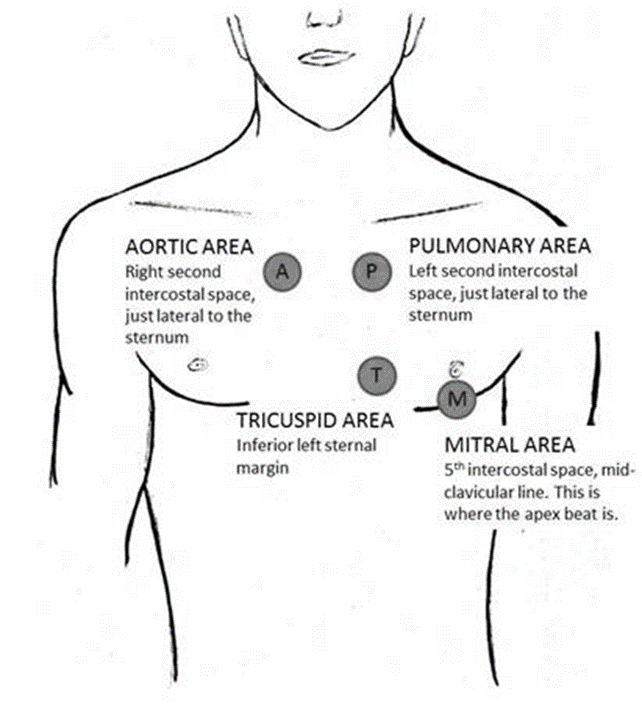 AORTIC AREA
Right second
intercostal space,
just lateral to the
sternum
A
P
PULMONARY AREA
Left second intercostal
space, just lateral to the
sternum
T
TRICUSPID AREA
Inferior left sternal
margin
M
MITRAL AREA
5th intercostal space, mid-
clavicular line. This is
where the apex beat is.